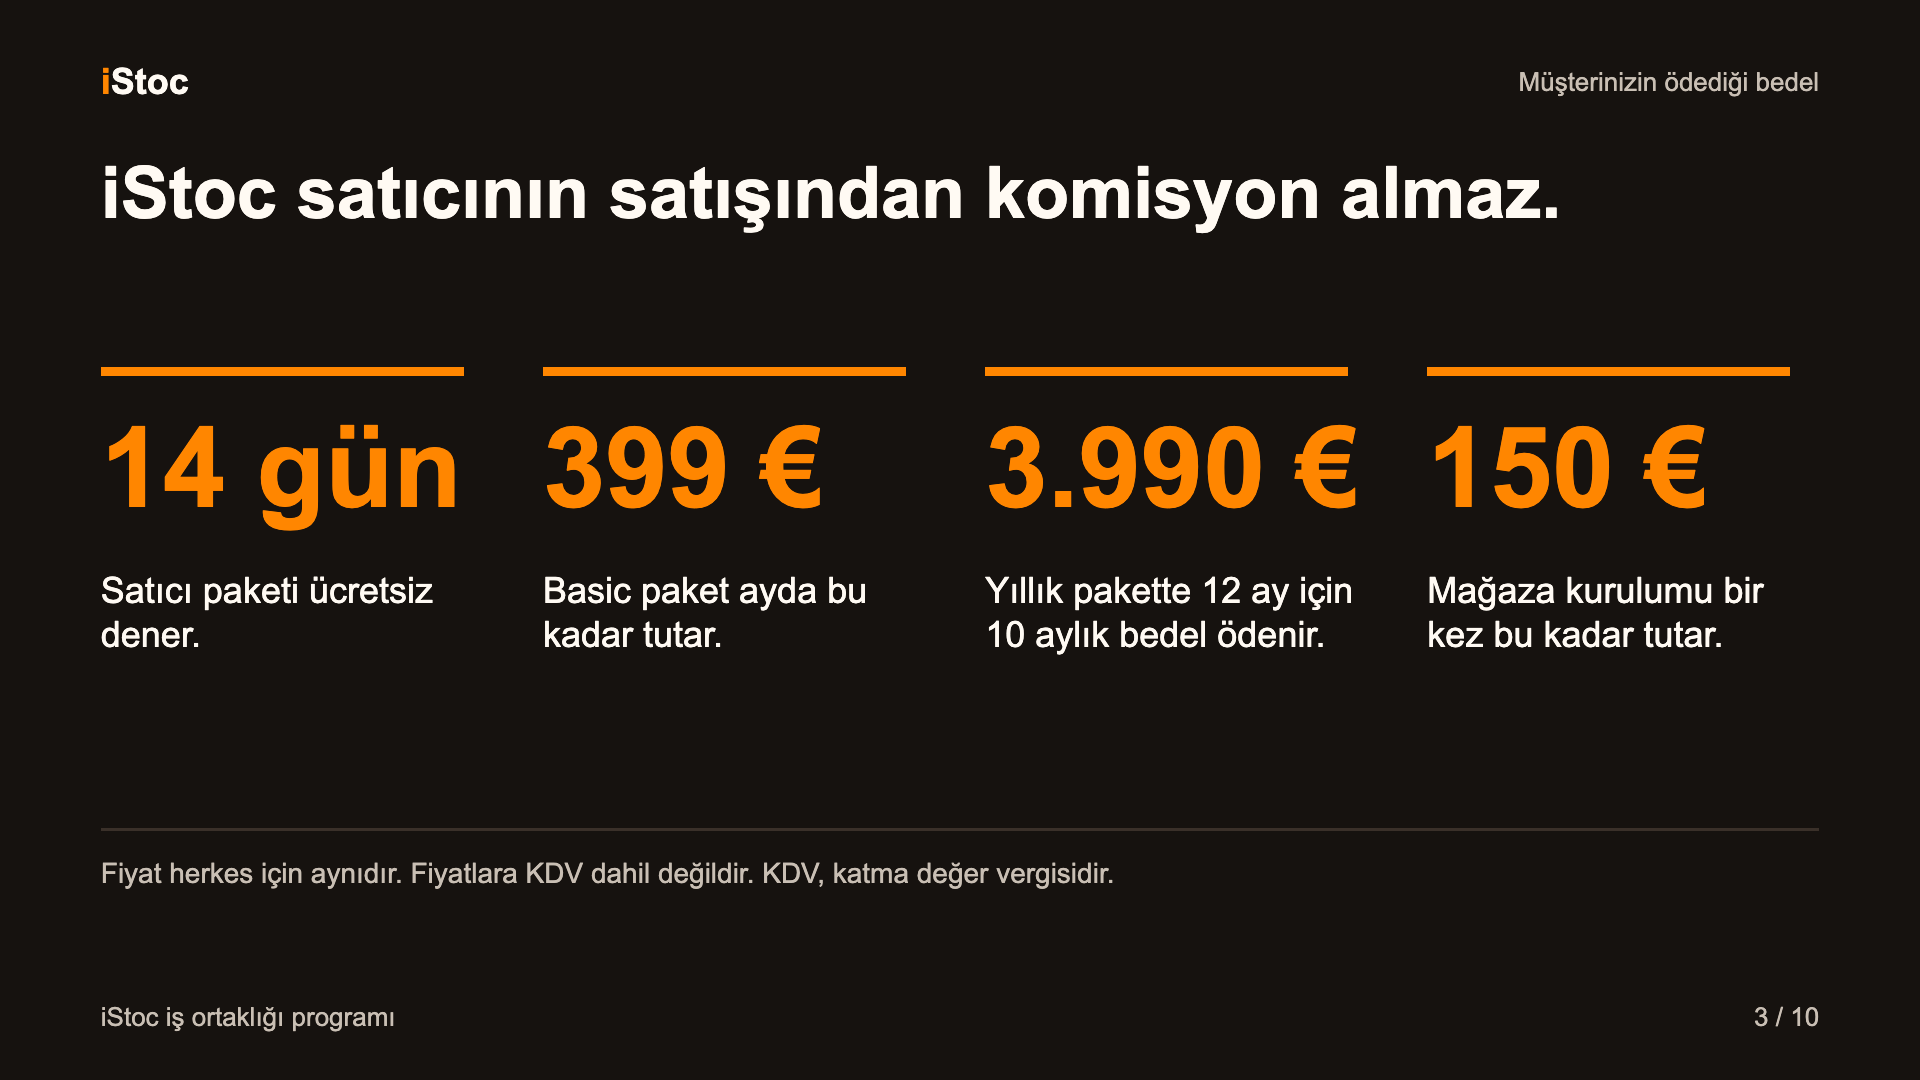 iStoc
Müşterinizin ödediği bedel
iStoc satıcının satışından komisyon almaz.
14 gün
Satıcı paketi ücretsiz
dener.
399 €
Basic paket ayda bu
kadar tutar.
3.990 €
Yıllık pakette 12 ay için
10 aylık bedel ödenir.
150 €
Mağaza kurulumu bir
kez bu kadar tutar.
Fiyat herkes için aynıdır. Fiyatlara KDV dahil değildir. KDV, katma değer vergisidir.
iStoc iş ortaklığı programı
3 / 10